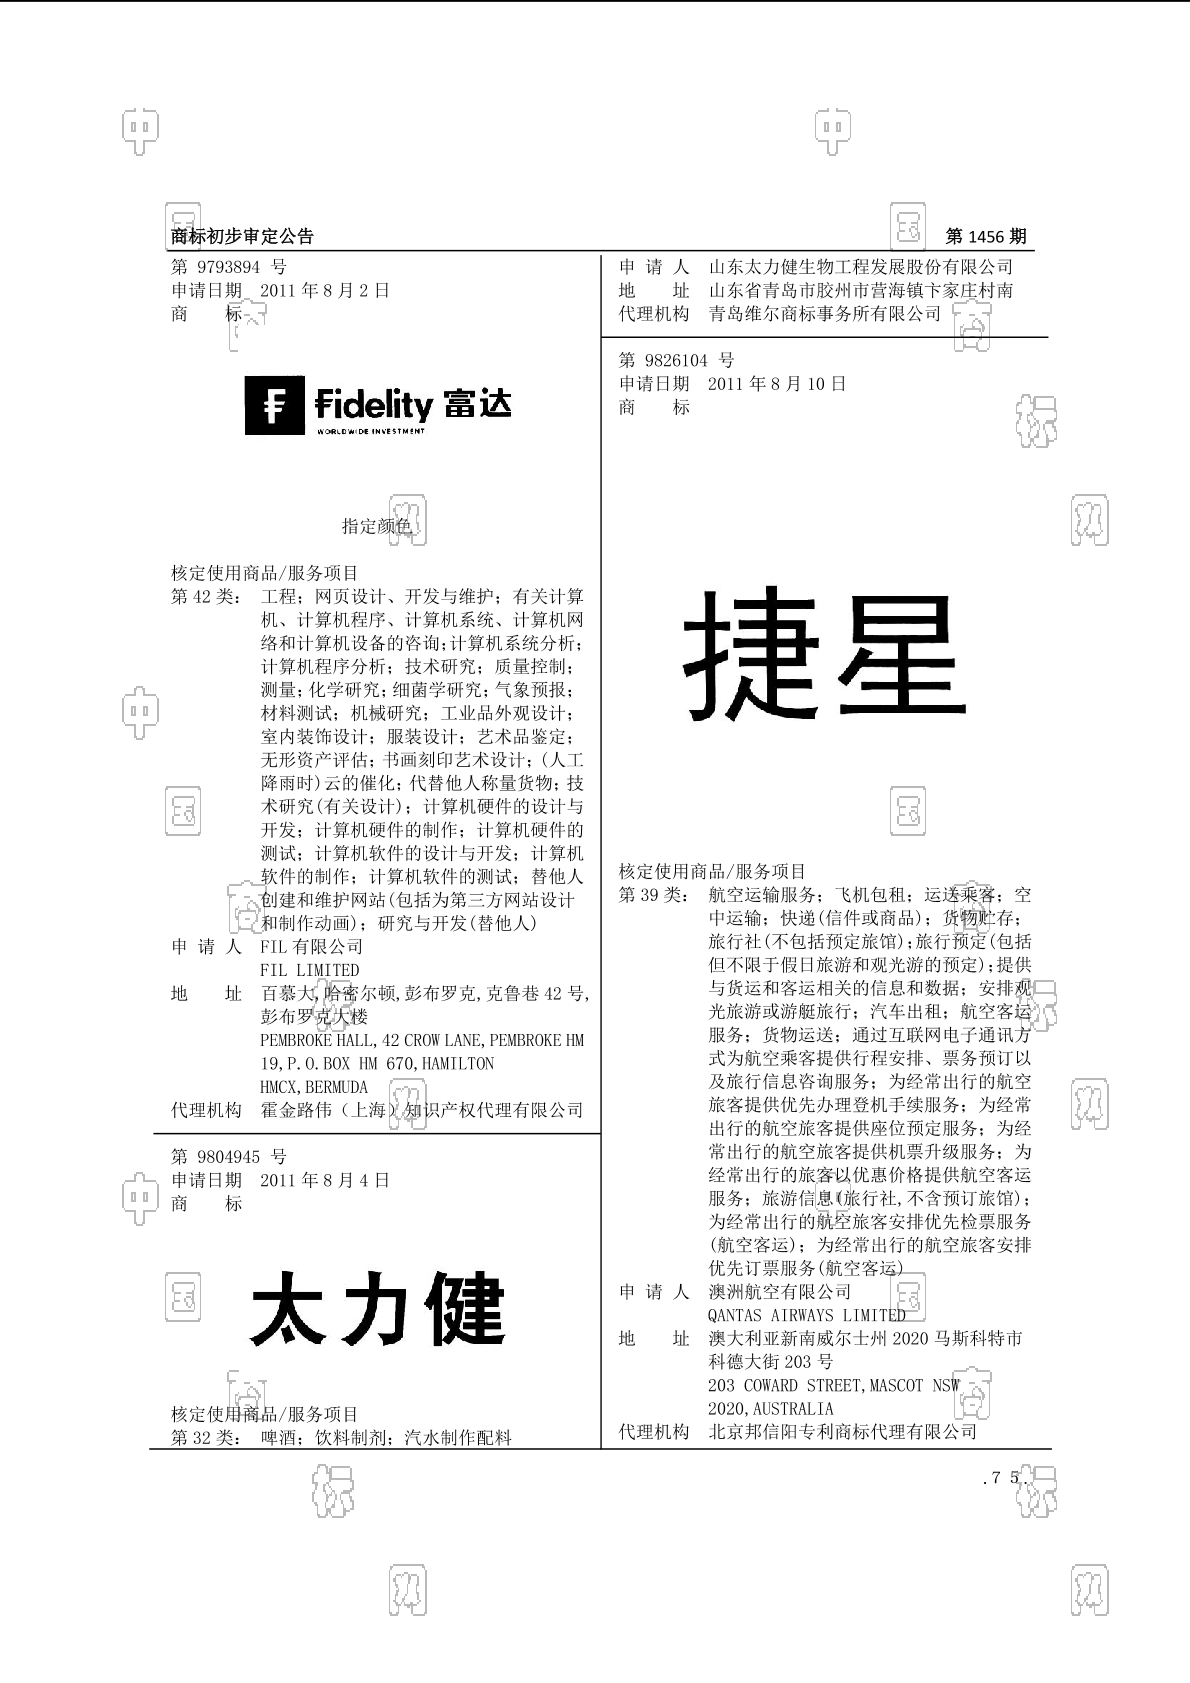 商标初步审定公告
第 1456 期
第 9793894 号
申请日期 2011 年 8 月 2 日
商 标
Fidelity 富达
WORLDWIDE INVESTMENT
指定颜色
核定使用商品/服务项目
第 42 类: 工程; 网页设计、开发与维护; 有关计算
机、计算机程序、计算机系统、计算机网
络和计算机设备的咨询;计算机系统分析;
计算机程序分析; 技术研究; 质量控制;
测量;化学研究;细菌学研究;气象预报;
材料测试; 机械研究; 工业品外观设计;
室内装饰设计; 服装设计; 艺术品鉴定;
无形资产评估;书画刻印艺术设计;(人工
降雨时)云的催化;代替他人称量货物;技
术研究(有关设计); 计算机硬件的设计与
开发; 计算机硬件的制作; 计算机硬件的
测试; 计算机软件的设计与开发; 计算机
软件的制作; 计算机软件的测试; 替他人
创建和维护网站(包括为第三方网站设计
和制作动画); 研究与开发(替他人)
申 请 人 FIL 有限公司
FIL LIMITED
地 址 百慕大,哈密尔顿,彭布罗克,克鲁巷 42 号,
彭布罗克大楼
PEMBROKE HALL,42 CROW LANE,PEMBROKE HM
19,P.O.BOX HM 670,HAMILTON
HMCX,BERMUDA
代理机构 霍金路伟（上海）知识产权代理有限公司
第 9804945 号
申请日期 2011 年 8 月 4 日
商 标
太力健
核定使用商品/服务项目
第 32 类: 啤酒; 饮料制剂; 汽水制作配料
申 请 人 山东太力健生物工程发展股份有限公司
地 址 山东省青岛市胶州市营海镇卞家庄村南
代理机构 青岛维尔商标事务所有限公司
第 9826104 号
申请日期 2011 年 8 月 10 日
商 标
捷星
核定使用商品/服务项目
第 39 类: 航空运输服务; 飞机包租; 运送乘客; 空
中运输; 快递(信件或商品); 货物贮存;
旅行社(不包括预定旅馆);旅行预定(包括
但不限于假日旅游和观光游的预定);提供
与货运和客运相关的信息和数据; 安排观
光旅游或游艇旅行; 汽车出租; 航空客运
服务; 货物运送; 通过互联网电子通讯方
式为航空乘客提供行程安排、票务预订以
及旅行信息咨询服务; 为经常出行的航空
旅客提供优先办理登机手续服务; 为经常
出行的航空旅客提供座位预定服务; 为经
常出行的航空旅客提供机票升级服务; 为
经常出行的旅客以优惠价格提供航空客运
服务; 旅游信息(旅行社,不含预订旅馆);
为经常出行的航空旅客安排优先检票服务
(航空客运); 为经常出行的航空旅客安排
优先订票服务(航空客运)
申 请 人 澳洲航空有限公司
QANTAS AIRWAYS LIMITED
地 址 澳大利亚新南威尔士州 2020 马斯科特市
科德大街 203 号
203 COWARD STREET,MASCOT NSW
2020,AUSTRALIA
代理机构 北京邦信阳专利商标代理有限公司
.75.
中国商标网